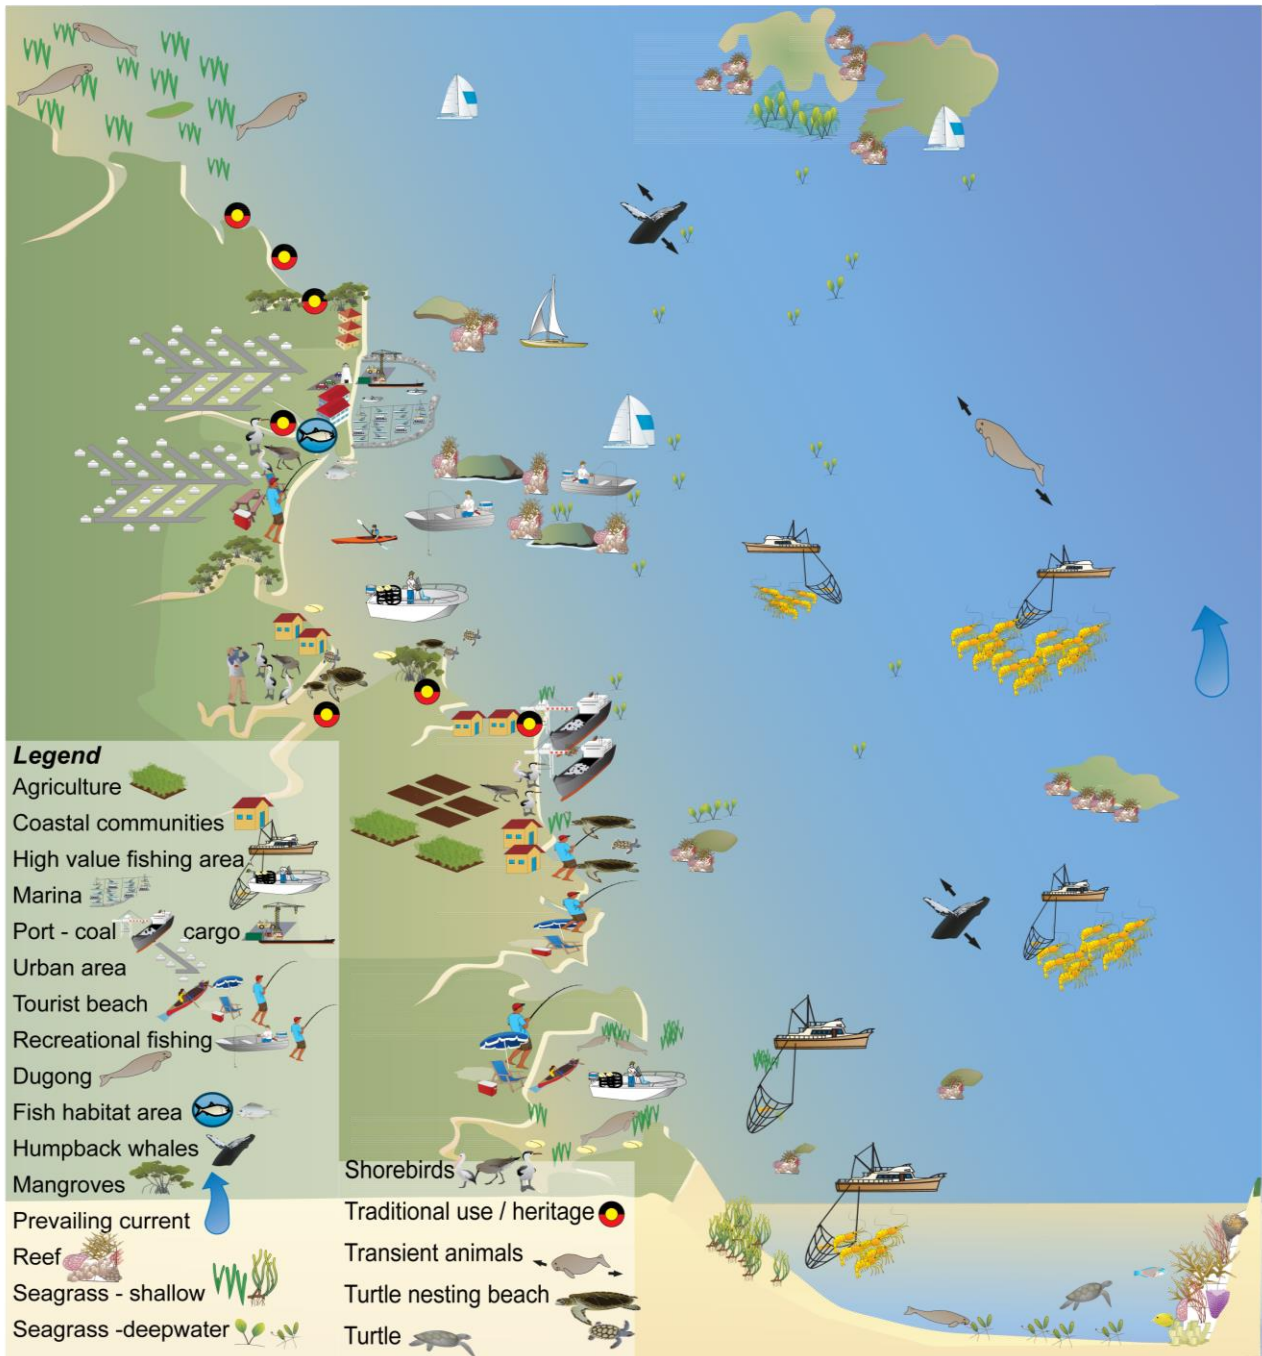 Legend
Agriculture
Coastal communities
High value fishing area
Marina
Port - coal cargo
Urban area
Tourist beach
Recreational fishing
Dugong
Fish habitat area
Humpback whales
Mangroves
Prevailing current
Reef
Seagrass - shallow
Seagrass -deepwater
Shorebirds
Traditional use / heritage
Transient animals
Turtle nesting beach
Turtle